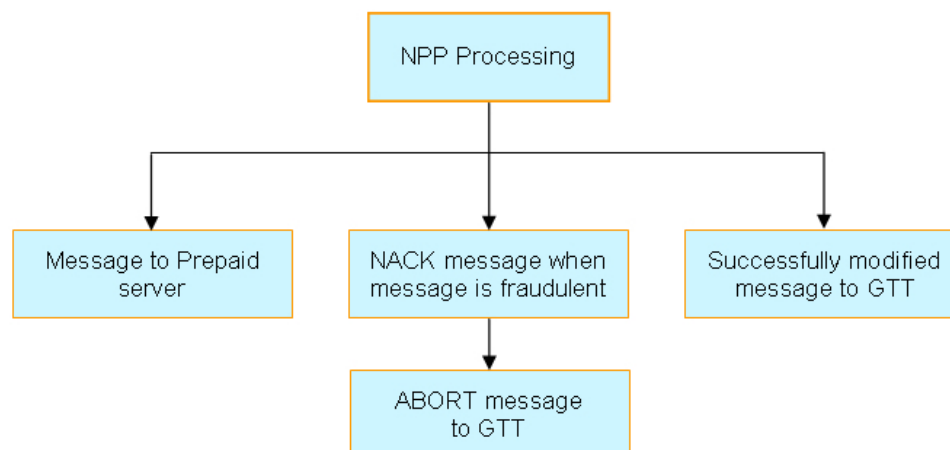 NPP Processing
Message to Prepaid
server
NACK message when
message is fraudulent
Successfully modified
message to GTT
ABORT message
to GTT